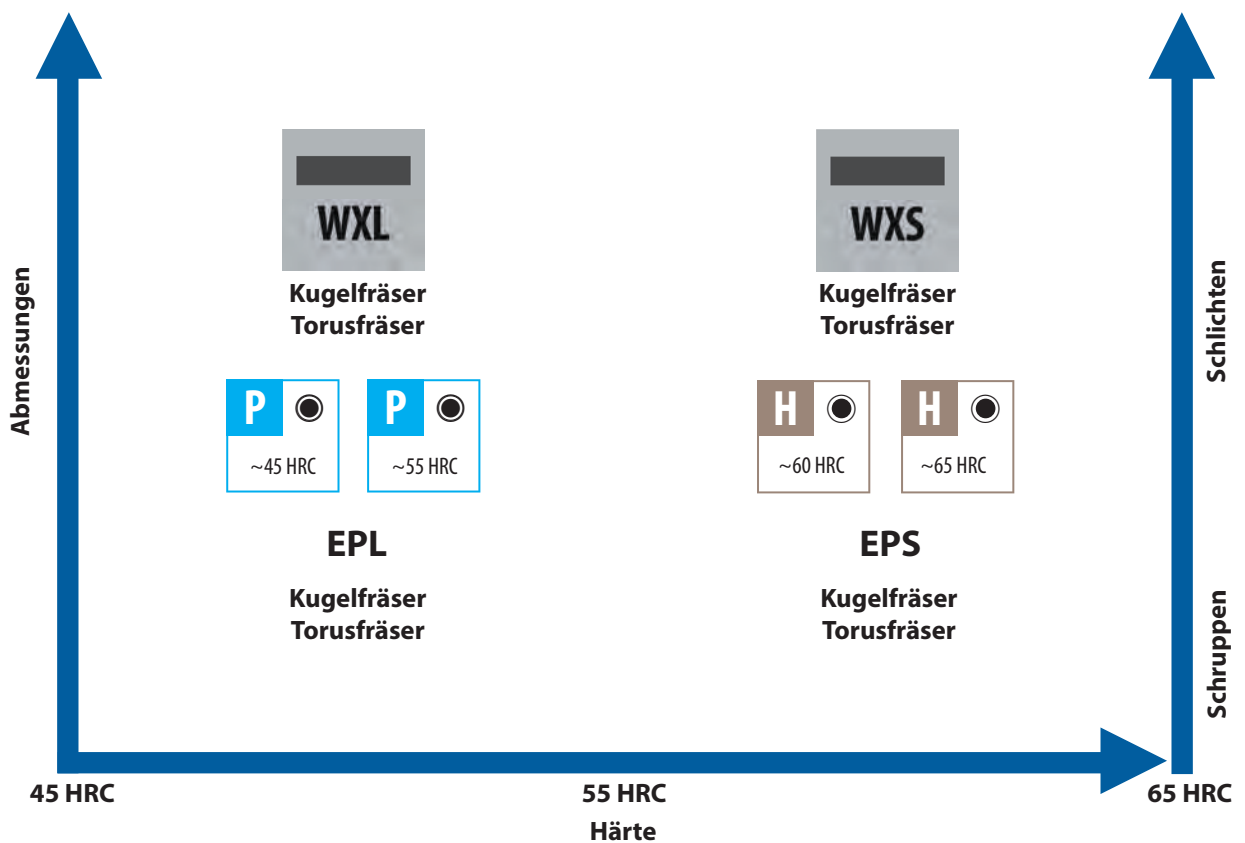 Abmessungen
WXL
Kugelfräser
Torusfräser
P
~45 HRC
P
~55 HRC
EPL
Kugelfräser
Torusfräser
WXS
Kugelfräser
Torusfräser
H
~60 HRC
H
~65 HRC
EPS
Kugelfräser
Torusfräser
Schlichten
Schruppen
45 HRC
55 HRC
65 HRC
Härte